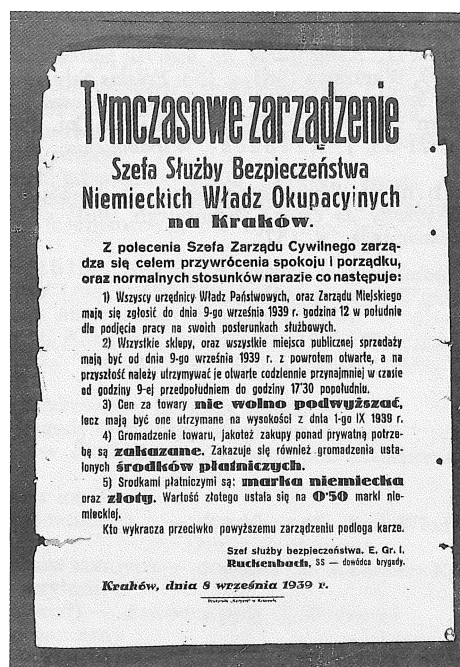 Tymczasowe zarządzenie
Szefa Służby Bezpieczeństwa
Niemieckich Władz Okupacyjnych
na Kraków.
Z polecenia Szefa Zarządu Cywilnego zarzą-
dza się celem przywrócenia spokoju i porządku,
oraz normalnych stosunków narazie co następuje:
1) Wszyscy urzędnicy Władz Państwowych, oraz Zarządu Miejskiego
mają się zgłosić do dnia 9-go września 1939 r. godzina 12 w południe
dla podjęcia pracy na swoich posterunkach służbowych.
2) Wszystkie sklepy, oraz wszystkie miejsca publicznej sprzedaży
mają być od dnia 9-go września 1939 r. z powrotem otwarte, a na
przyszłość należy utrzymywać je otwarte codziennie przynajmniej w czasie
od godziny 9-ej przedpołudniem do godziny 17'30 popołudniu.
3) Cen za towary nie wolno podwyższać,
lecz mają być one utrzymane na wysokości z dnia 1-go IX 1939 r.
4) Gromadzenie towaru, jakoteż zakupy ponad prywatną potrze-
bę są zakazane. Zakazuje się również gromadzenia usta-
lonych środków płatniczych.
5) Srodkami płatniczymi są: marka niemiecka
oraz złoty. Wartość złotego ustala się na 0'50 marki nie-
mieckiej.
Kto wykracza przeciwko powyższemu zarządzeniu podloga karze.
Szef służby bezpieczeństwa. E. Gr. I.
Ruckenbach, SS — dowódca brygady.
Kraków, dnia 8 września 1939 r.